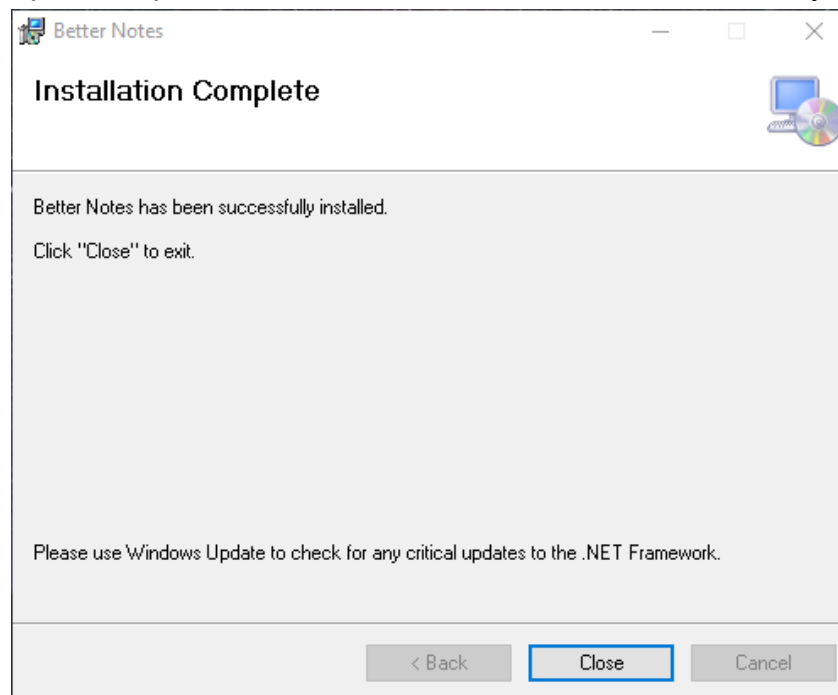 Better Notes
Installation Complete
Better Notes has been successfully installed.
Click "Close" to exit.
Please use Windows Update to check for any critical updates to the .NET Framework.
< Back
Close
Cancel